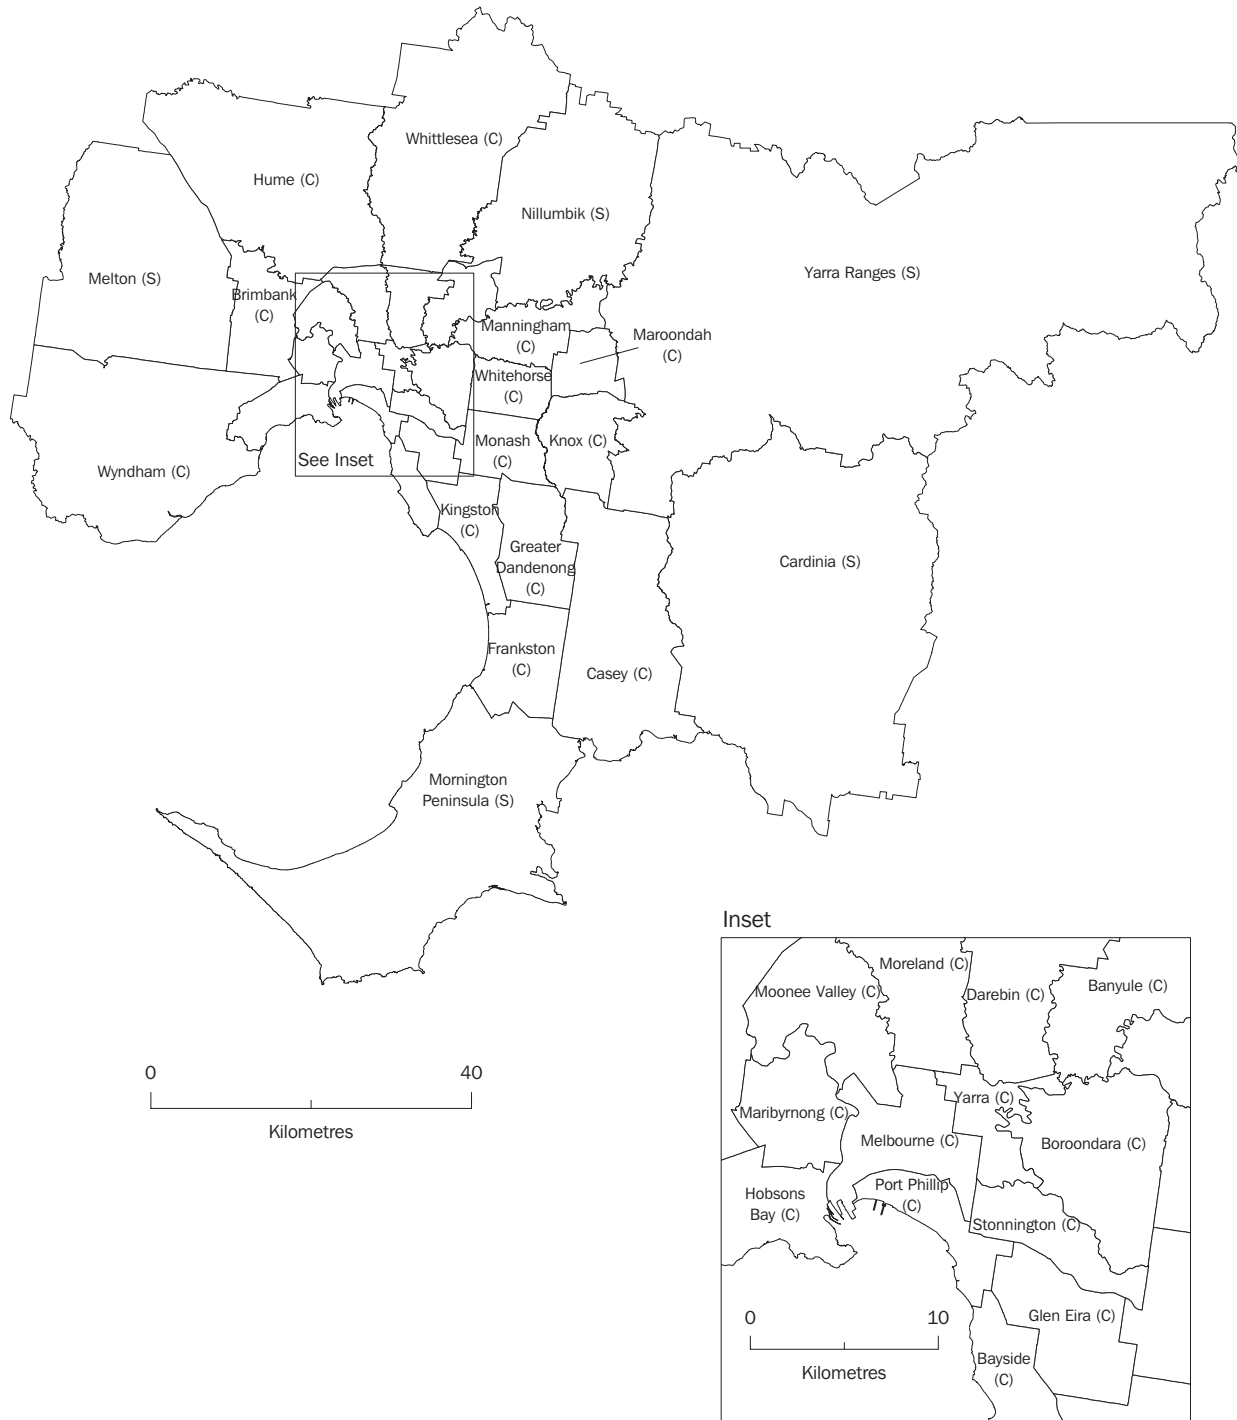 Whittlesea (C)
Hume (C)
Nillumbik (S)
Melton (S)
Yarra Ranges (S)
Brimbank
(C)
Manningham
(C)
Maroondah
(C)
Whitehorse
(C)
Monash
(C)
Knox (C)
See Inset
Wyndham (C)
Kingston
(C)
Greater
Dandenong
(C)
Cardinia (S)
Frankston
(C)
Casey (C)
Mornington
Peninsula (S)
0 40
Kilometres
Inset
Moreland (C)
Moonee Valley (C)
Darebin (C)
Banyule (C)
Maribyrnong (C)
Yarra (C)
Melbourne (C)
Boroondara (C)
Hobsons
Bay (C)
Port Phillip
(C)
Stonnington (C)
Glen Eira (C)
Bayside
(C)
0 10
Kilometres